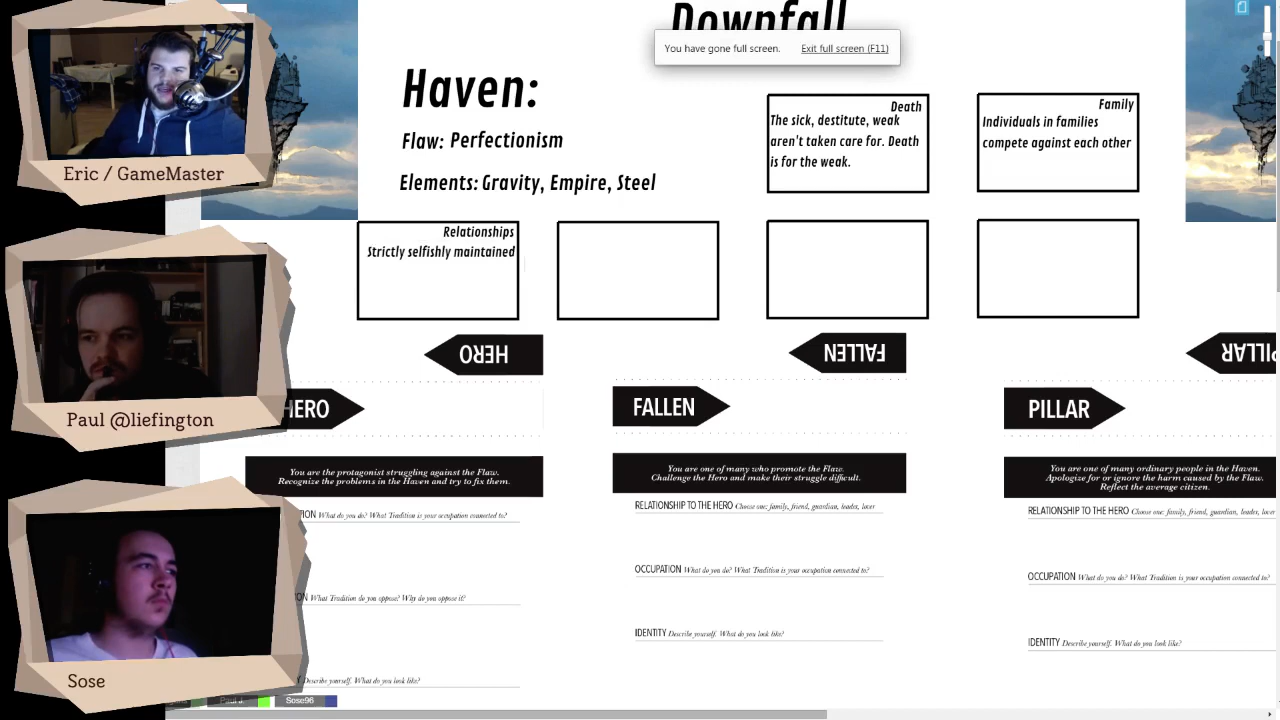 Downfall
You have gone full screen. Exit full screen (F11)
Haven:
Flaw: Perfectionism
Elements: Gravity, Empire, Steel
Death
The sick, destitute, weak
aren't taken care for. Death
is for the weak.
Family
Individuals in families
compete against each other
Relationships
Strictly selfishly maintained
Eric / GameMaster
Paul @liefington
Sose
HERO
FALLEN
PILLAR
HERO
FALLEN
PILLAR
You are the protagonist struggling against the Flaw.
Recognize the problems in the Haven and try to fix them.
You are one of many who promote the Flaw.
Challenge the Hero and make their struggle difficult.
You are one of many ordinary people in the Haven.
Apologize for or ignore the harm caused by the Flaw.
Reflect the average citizen.
ION What do you do? What Tradition is your occupation connected to?
ON What Tradition do you oppose? Why do you oppose it?
Y Describe yourself. What do you look like?
RELATIONSHIP TO THE HERO Choose one: family, friend, guardian, leader, lover
OCCUPATION What do you do? What Tradition is your occupation connected to?
IDENTITY Describe yourself. What do you look like?
RELATIONSHIP TO THE HERO Choose one: family, friend, guardian, leader, lover
OCCUPATION What do you do? What Tradition is your occupation connected to?
IDENTITY Describe yourself. What do you look like?
Paul J.
Sose96